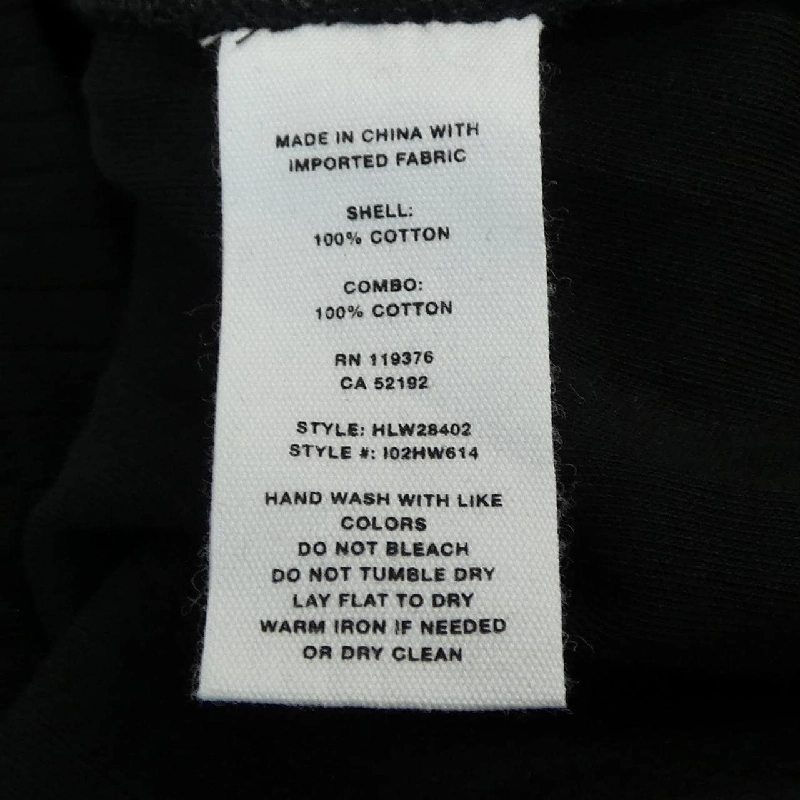 MADE IN CHINA WITH
IMPORTED FABRIC
SHELL:
100% COTTON
COMBO:
100% COTTON
RN 119376
CA 52192
STYLE: HLW28402
STYLE #: I02HW614
HAND WASH WITH LIKE
COLORS
DO NOT BLEACH
DO NOT TUMBLE DRY
LAY FLAT TO DRY
WARM IRON IF NEEDED
OR DRY CLEAN